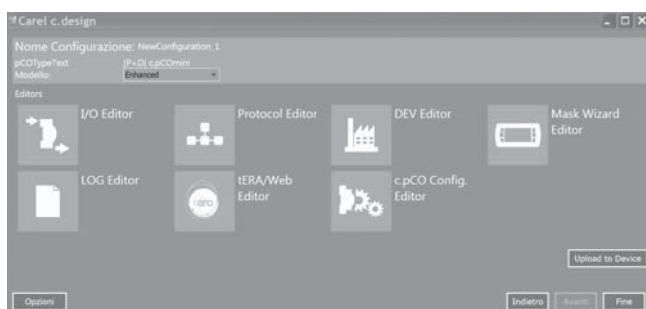 Carel c.design
Nome Configurazione: NewConfiguration_1
pCOTypeText [P+D] c.pCOmini
Modello: Enhanced
Editors
I/O Editor
Protocol Editor
DEV Editor
Mask Wizard
Editor
LOG Editor
tERA/Web
Editor
c.pCO Config.
Editor
Upload to Device
Opzioni
Indietro
Avanti
Fine